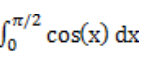 ∫₀^{π/2} cos(x) dx